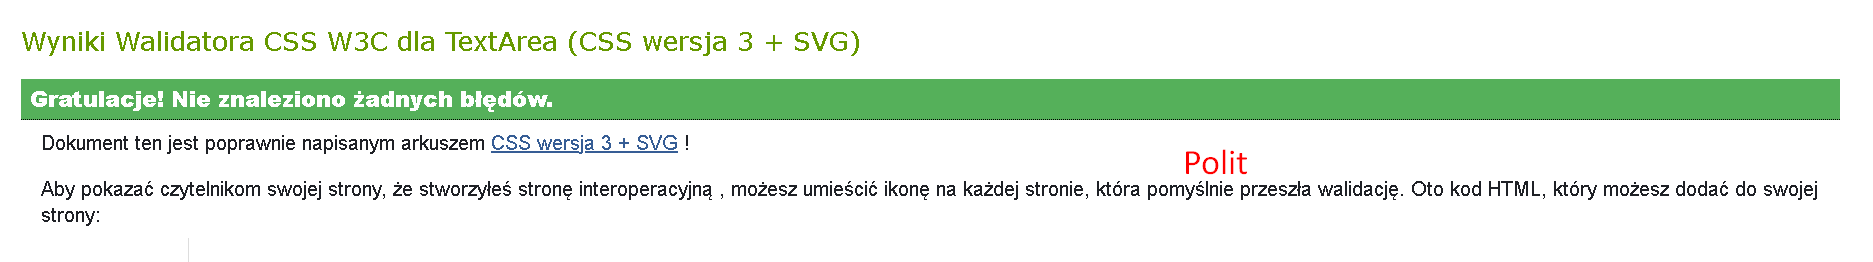 Wyniki Walidatora CSS W3C dla TextArea (CSS wersja 3 + SVG)
Gratulacje! Nie znaleziono żadnych błędów.
Dokument ten jest poprawnie napisanym arkuszem CSS wersja 3 + SVG !
Polit
Aby pokazać czytelnikom swojej strony, że stworzyłeś stronę interoperacyjną , możesz umieścić ikonę na każdej stronie, która pomyślnie przeszła walidację. Oto kod HTML, który możesz dodać do swojej
strony: